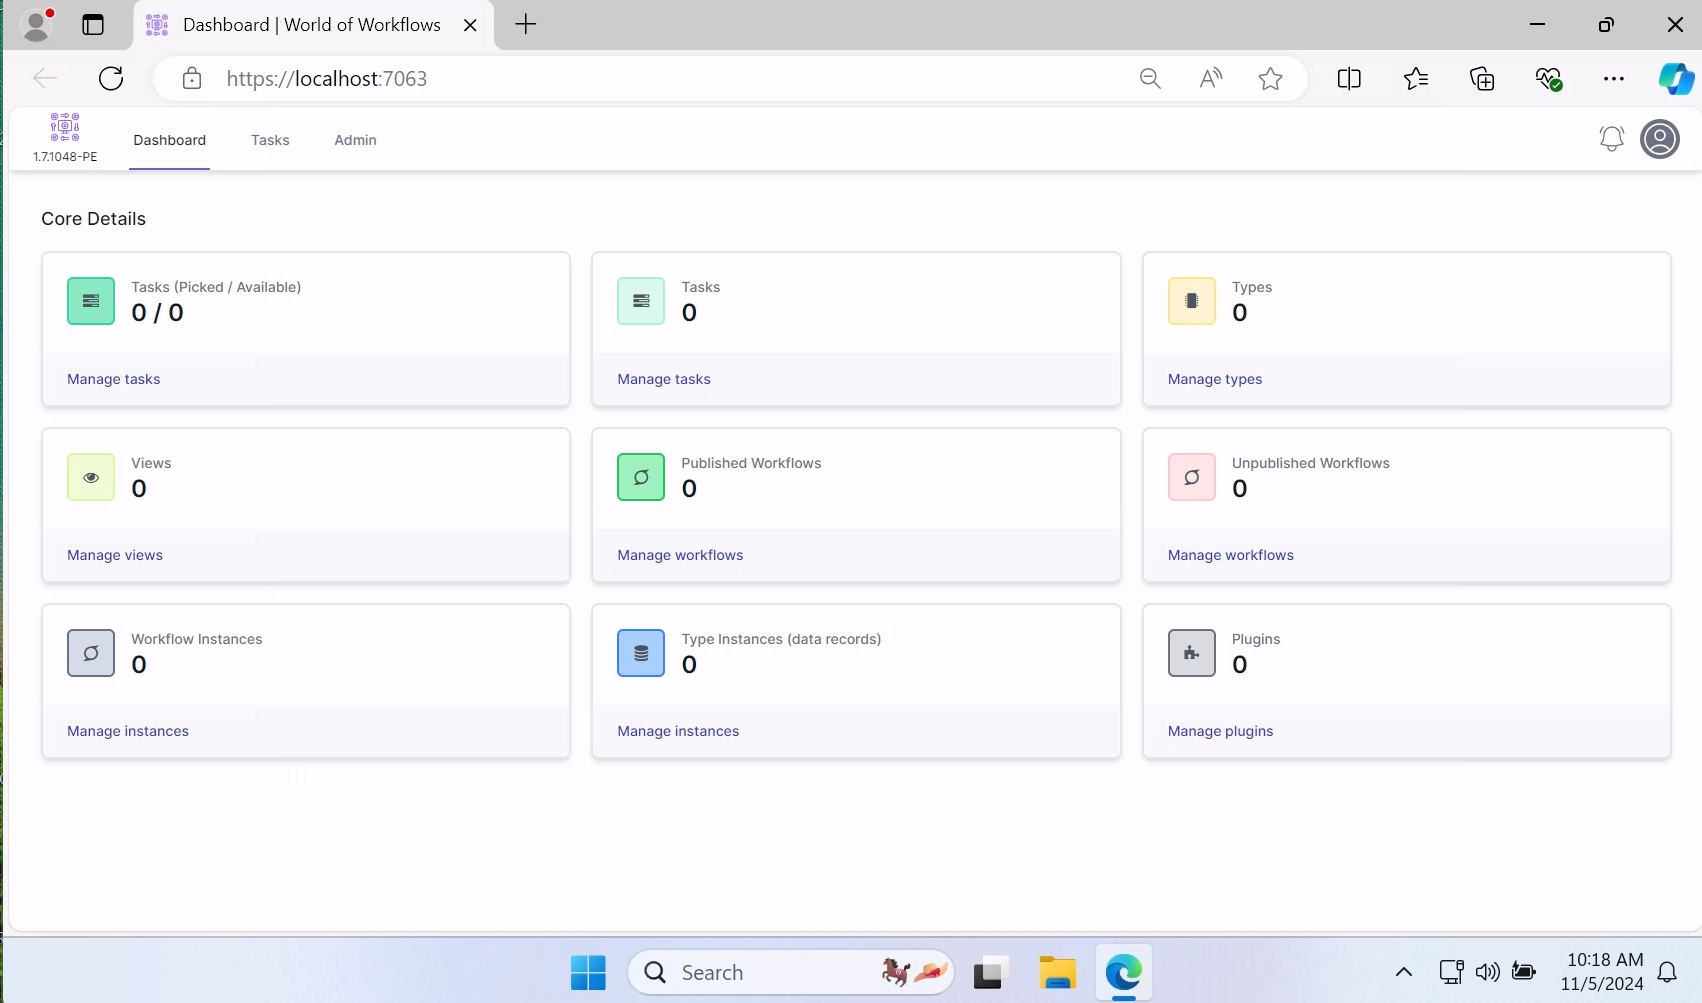 Dashboard | World of Workflows
https://localhost:7063
1.7.1048-PE
Dashboard
Tasks
Admin
Core Details
Tasks (Picked / Available)
0 / 0
Manage tasks
Tasks
0
Manage tasks
Types
0
Manage types
Views
0
Manage views
Published Workflows
0
Manage workflows
Unpublished Workflows
0
Manage workflows
Workflow Instances
0
Manage instances
Type Instances (data records)
0
Manage instances
Plugins
0
Manage plugins
Search
10:18 AM
11/5/2024